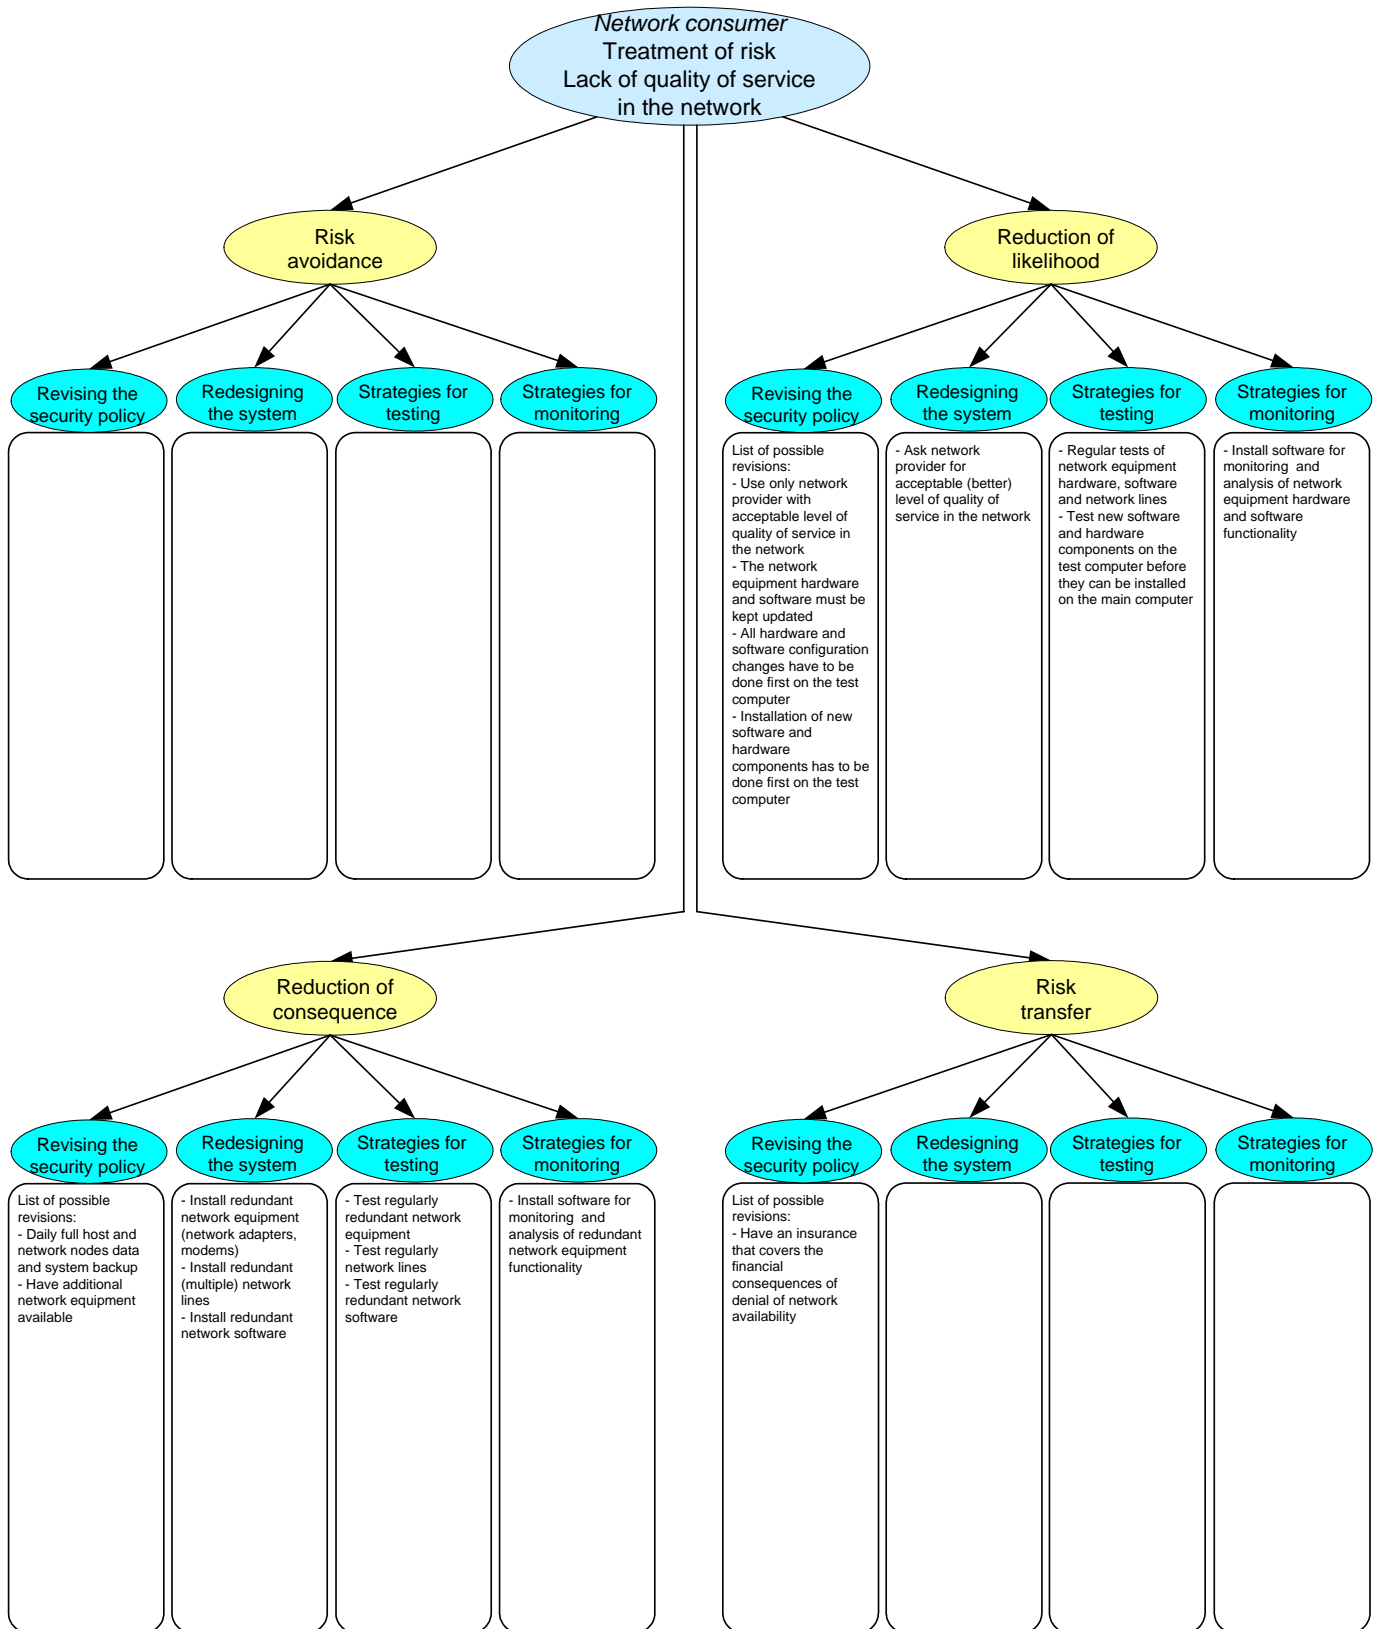 Network consumer
Treatment of risk
Lack of quality of service
in the network
Risk
avoidance
Reduction of
likelihood
Revising the
security policy
Redesigning
the system
Strategies for
testing
Strategies for
monitoring
Revising the
security policy
Redesigning
the system
Strategies for
testing
Strategies for
monitoring
List of possible
revisions:
- Use only network
provider with
acceptable level of
quality of service in
the network
- The network
equipment hardware
and software must be
kept updated
- All hardware and
software configuration
changes have to be
done first on the test
computer
- Installation of new
software and
hardware
components has to be
done first on the test
computer
- Ask network
provider for
acceptable (better)
level of quality of
service in the network
- Regular tests of
network equipment
hardware, software
and network lines
- Test new software
and hardware
components on the
test computer before
they can be installed
on the main computer
- Install software for
monitoring  and
analysis of network
equipment hardware
and software
functionality
Reduction of
consequence
Risk
transfer
Revising the
security policy
Redesigning
the system
Strategies for
testing
Strategies for
monitoring
Revising the
security policy
Redesigning
the system
Strategies for
testing
Strategies for
monitoring
List of possible
revisions:
- Daily full host and
network nodes data
and system backup
- Have additional
network equipment
available
- Install redundant
network equipment
(network adapters,
modems)
- Install redundant
(multiple) network
lines
- Install redundant
network software
- Test regularly
redundant network
equipment
- Test regularly
network lines
- Test regularly
redundant network
software
- Install software for
monitoring  and
analysis of redundant
network equipment
functionality
List of possible
revisions:
- Have an insurance
that covers the
financial
consequences of
denial of network
availability